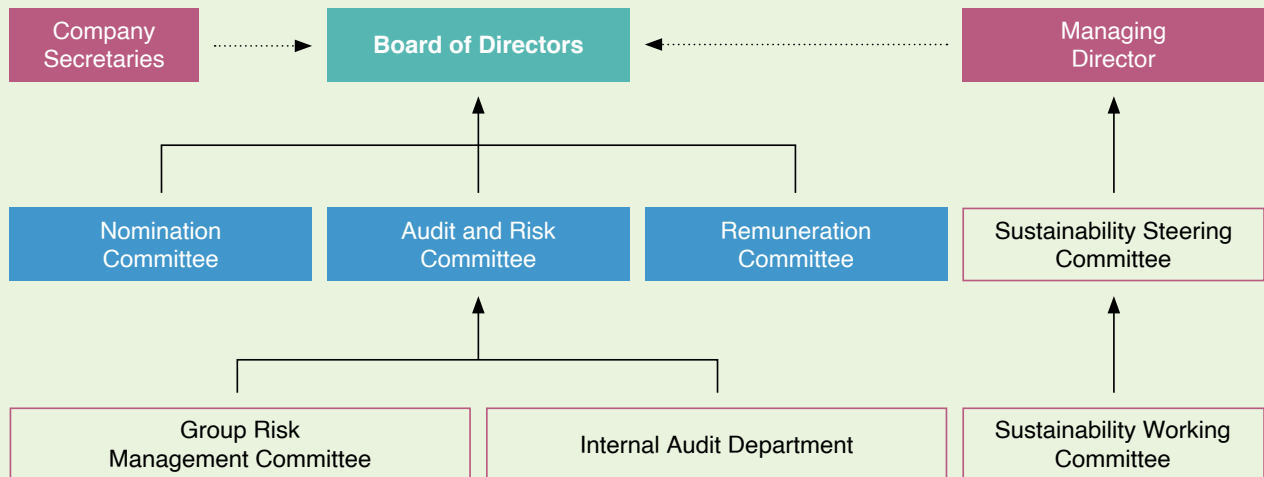 Company
Secretaries
Board of Directors
Managing
Director
Nomination
Committee
Audit and Risk
Committee
Remuneration
Committee
Sustainability Steering
Committee
Group Risk
Management Committee
Internal Audit Department
Sustainability Working
Committee